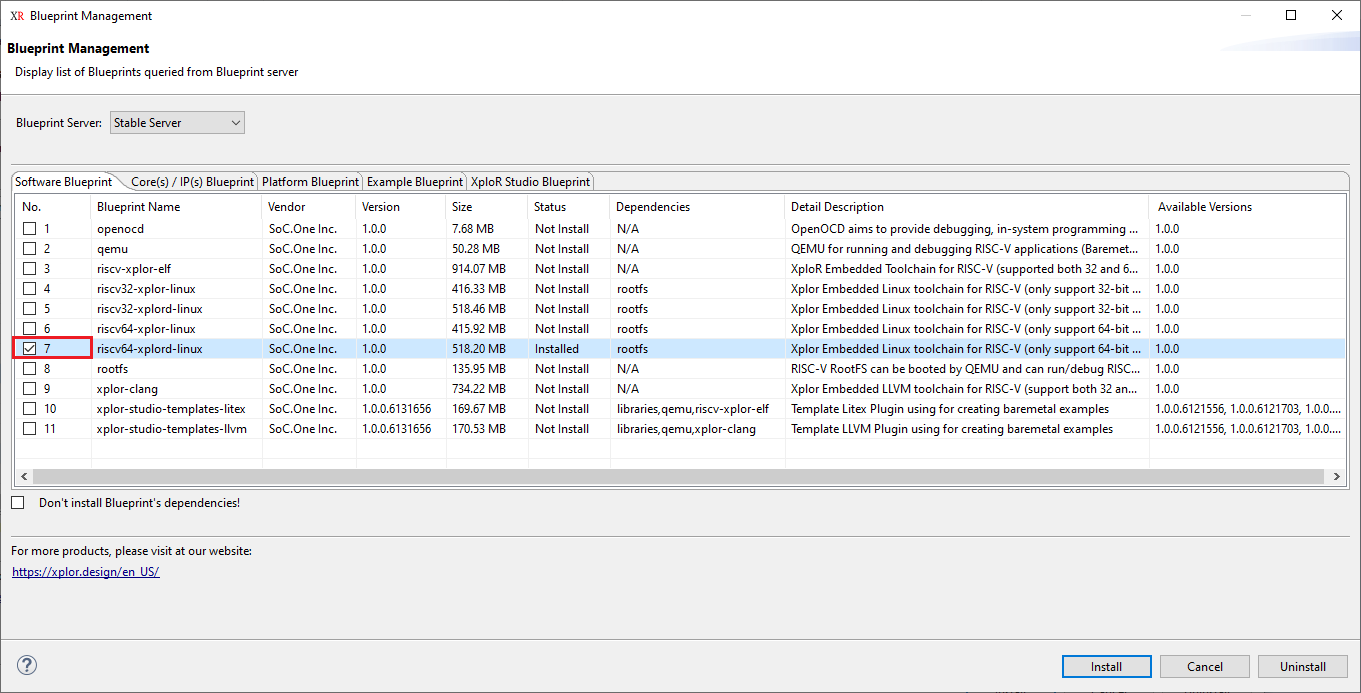 XR Blueprint Management
Blueprint Management
Display list of Blueprints queried from Blueprint server
Blueprint Server: Stable Server
Software Blueprint Core(s) / IP(s) Blueprint Platform Blueprint Example Blueprint XploR Studio Blueprint
No. Blueprint Name Vendor Version Size Status Dependencies Detail Description Available Versions
1 openocd SoC.One Inc. 1.0.0 7.68 MB Not Install N/A OpenOCD aims to provide debugging, in-system programming ... 1.0.0
2 qemu SoC.One Inc. 1.0.0 50.28 MB Not Install N/A QEMU for running and debugging RISC-V applications (Baremet... 1.0.0
3 riscv-xplor-elf SoC.One Inc. 1.0.0 914.07 MB Not Install N/A XploR Embedded Toolchain for RISC-V (supported both 32 and 6... 1.0.0
4 riscv32-xplor-linux SoC.One Inc. 1.0.0 416.33 MB Not Install rootfs Xplor Embedded Linux toolchain for RISC-V (only support 32-bit ... 1.0.0
5 riscv32-xplord-linux SoC.One Inc. 1.0.0 518.46 MB Not Install rootfs Xplor Embedded Linux toolchain for RISC-V (only support 32-bit ... 1.0.0
6 riscv64-xplor-linux SoC.One Inc. 1.0.0 415.92 MB Not Install rootfs Xplor Embedded Linux toolchain for RISC-V (only support 64-bit ... 1.0.0
7 riscv64-xplord-linux SoC.One Inc. 1.0.0 518.20 MB Installed rootfs Xplor Embedded Linux toolchain for RISC-V (only support 64-bit ... 1.0.0
8 rootfs SoC.One Inc. 1.0.0 135.95 MB Not Install N/A RISC-V RootFS can be booted by QEMU and can run/debug RISC... 1.0.0
9 xplor-clang SoC.One Inc. 1.0.0 734.22 MB Not Install N/A Xplor Embedded LLVM toolchain for RISC-V (support both 32 an... 1.0.0
10 xplor-studio-templates-litex SoC.One Inc. 1.0.0.6131656 169.67 MB Not Install libraries,qemu,riscv-xplor-elf Template Litex Plugin using for creating baremetal examples 1.0.0.6121556, 1.0.0.6121703, 1.0.0....
11 xplor-studio-templates-llvm SoC.One Inc. 1.0.0.6131656 170.53 MB Not Install libraries,qemu,xplor-clang Template LLVM Plugin using for creating baremetal examples 1.0.0.6121556, 1.0.0.6121703, 1.0.0....
Don't install Blueprint's dependencies!
For more products, please visit at our website:
https://xplor.design/en_US/
? Install Cancel Uninstall